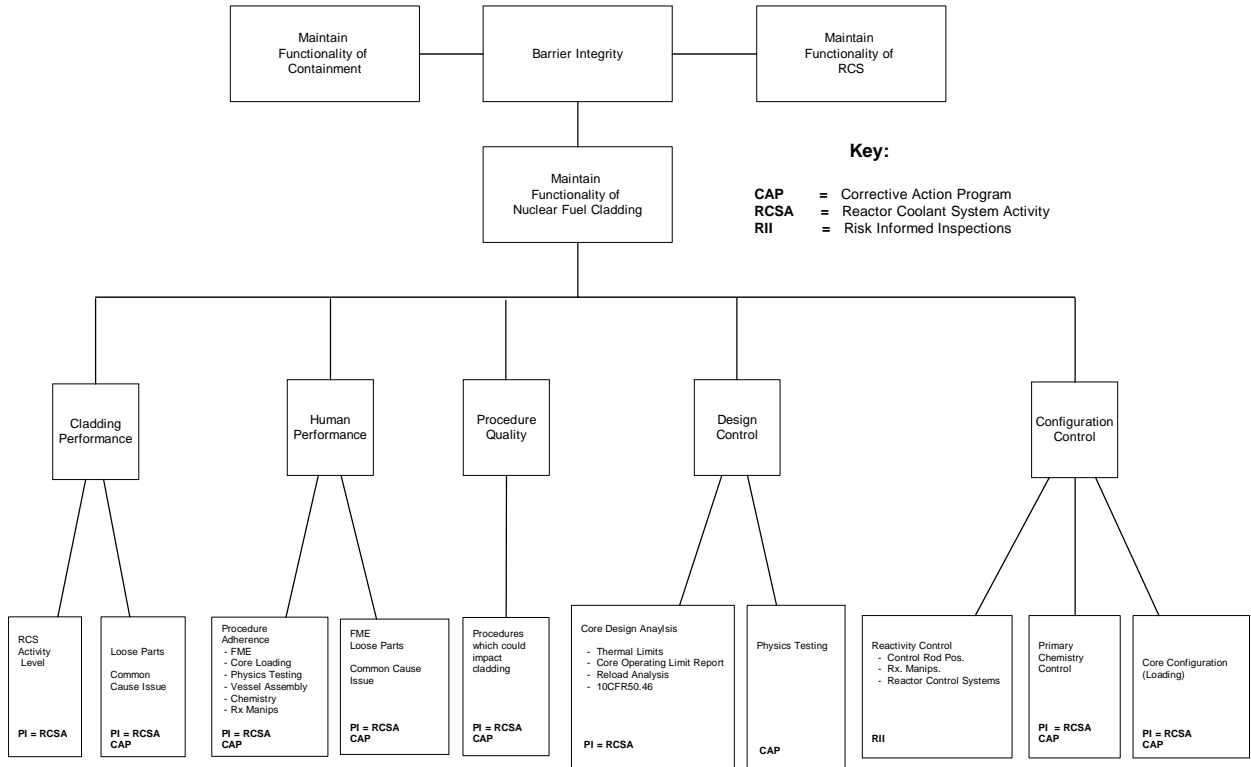 Maintain
Functionality of
Containment
Barrier Integrity
Maintain
Functionality of
RCS
Maintain
Functionality of
Nuclear Fuel Cladding
Key:
CAP = Corrective Action Program
RCSA = Reactor Coolant System Activity
RII = Risk Informed Inspections
Cladding
Performance
Human
Performance
Procedure
Quality
Design
Control
Configuration
Control
RCS
Activity
Level
PI = RCSA
Loose Parts
Common
Cause Issue
PI = RCSA
CAP
Procedure
Adherence
- FME
- Core Loading
- Physics Testing
- Vessel Assembly
- Chemistry
- Rx Manips
PI = RCSA
CAP
FME
Loose Parts
Common Cause
Issue
PI = RCSA
CAP
Procedures
which could
impact
cladding
PI = RCSA
CAP
Core Design Anaylsis
- Thermal Limits
- Core Operating Limit Report
- Reload Analysis
- 10CFR50.46
PI = RCSA
Physics Testing
CAP
Reactivity Control
- Control Rod Pos.
- Rx. Manips.
- Reactor Control Systems
RII
Primary
Chemistry
Control
PI = RCSA
CAP
Core Configuration
(Loading)
PI = RCSA
CAP